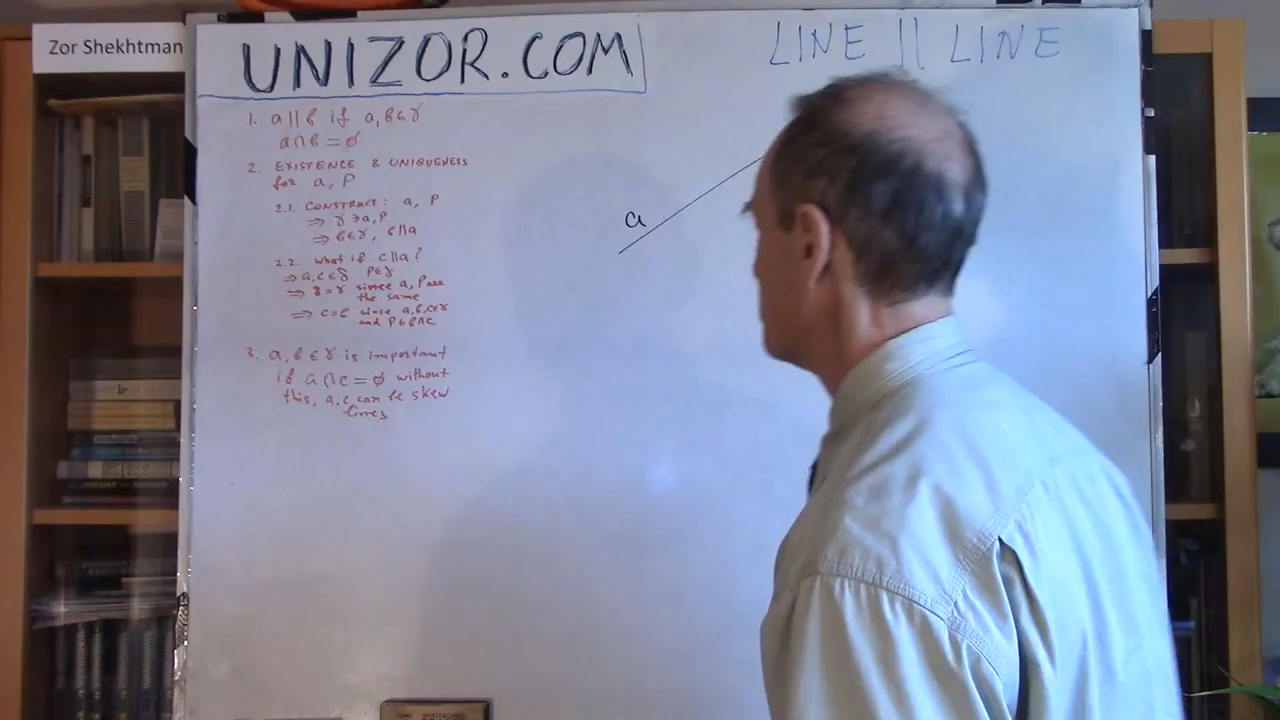 Zor Shekhtman
UNIZOR.COM
LINE || LINE
1. a || b if a, b ∈ γ
a ∩ b = ∅
2. EXISTENCE & UNIQUENESS
for a, P
2.1. CONSTRUCT: a, P
⇒ γ ∋ a, P
⇒ b ∈ γ, b || a
2.2. what if c || a?
⇒ a, c ∈ δ P ∈ δ
⇒ δ = γ since a, P are
the same
⇒ c = b since a, b, c ∈ γ
and P ∈ b ∩ c
3. a, b ∈ γ is important
if a ∩ c = ∅ without
this, a, c can be skew
lines
a